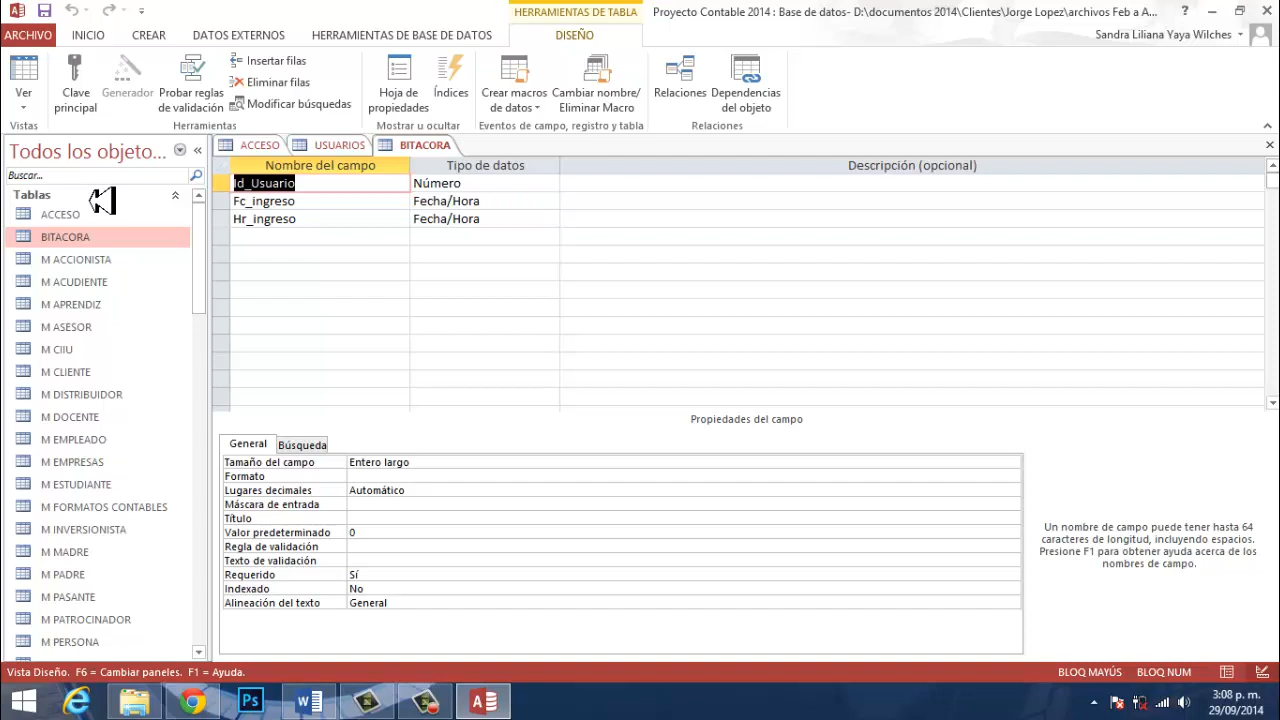 HERRAMIENTAS DE TABLA
Proyecto Contable 2014 : Base de datos- D:\documentos 2014\Clientes\Jorge Lopez\archivos Feb a A...
?
ARCHIVO INICIO CREAR DATOS EXTERNOS HERRAMIENTAS DE BASE DE DATOS DISEÑO
Sandra Liliana Yaya Wilches
Ver
Clave principal
Generador
Probar reglas de validación
Insertar filas
Eliminar filas
Modificar búsquedas
Hoja de propiedades
Índices
Crear macros de datos
Cambiar nombre/ Eliminar Macro
Relaciones
Dependencias del objeto
Vistas Herramientas Mostrar u ocultar Eventos de campo, registro y tabla Relaciones
Todos los objeto...
Buscar...
Tablas
ACCESO
BITACORA
M ACCIONISTA
M ACUDIENTE
M APRENDIZ
M ASESOR
M CIIU
M CLIENTE
M DISTRIBUIDOR
M DOCENTE
M EMPLEADO
M EMPRESAS
M ESTUDIANTE
M FORMATOS CONTABLES
M INVERSIONISTA
M MADRE
M PADRE
M PASANTE
M PATROCINADOR
M PERSONA
ACCESO USUARIOS BITACORA
Nombre del campo Tipo de datos Descripción (opcional)
Id_Usuario Número
Fc_ingreso Fecha/Hora
Hr_ingreso Fecha/Hora
Propiedades del campo
General Búsqueda
Tamaño del campo Entero largo
Formato
Lugares decimales Automático
Máscara de entrada
Título
Valor predeterminado 0
Regla de validación
Texto de validación
Requerido Sí
Indexado No
Alineación del texto General
Un nombre de campo puede tener hasta 64
caracteres de longitud, incluyendo espacios.
Presione F1 para obtener ayuda acerca de los
nombres de campo.
Vista Diseño. F6 = Cambiar paneles. F1 = Ayuda.
BLOQ MAYÚS BLOQ NUM
3:08 p. m.
29/09/2014